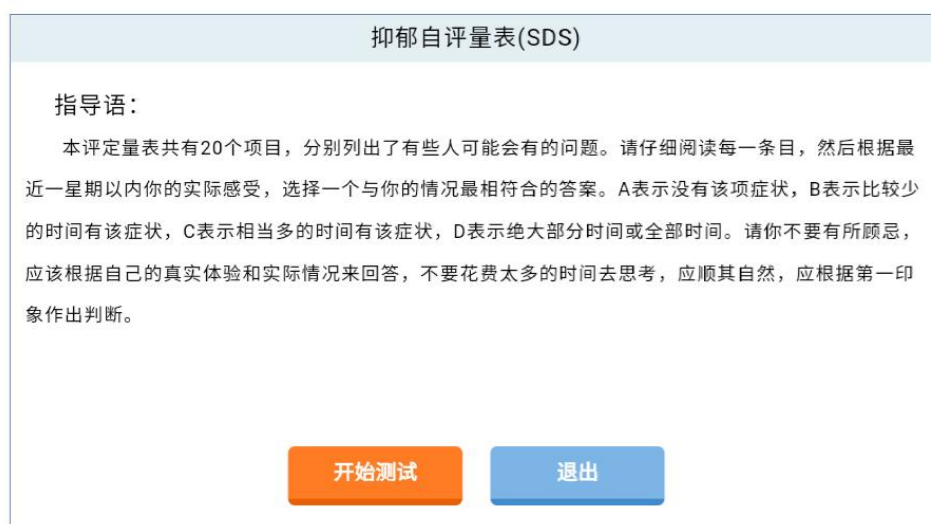 抑郁自评量表(SDS)
指导语：
本评定量表共有20个项目，分别列出了有些人可能会有的问题。请仔细阅读每一条目，然后根据最
近一星期以内你的实际感受，选择一个与你的情况最相符合的答案。A表示没有该项症状，B表示比较少
的时间有该症状，C表示相当多的时间有该症状，D表示绝大部分时间或全部时间。请你不要有所顾忌，
应该根据自己的真实体验和实际情况来回答，不要花费太多的时间去思考，应顺其自然，应根据第一印
象作出判断。
开始测试
退出